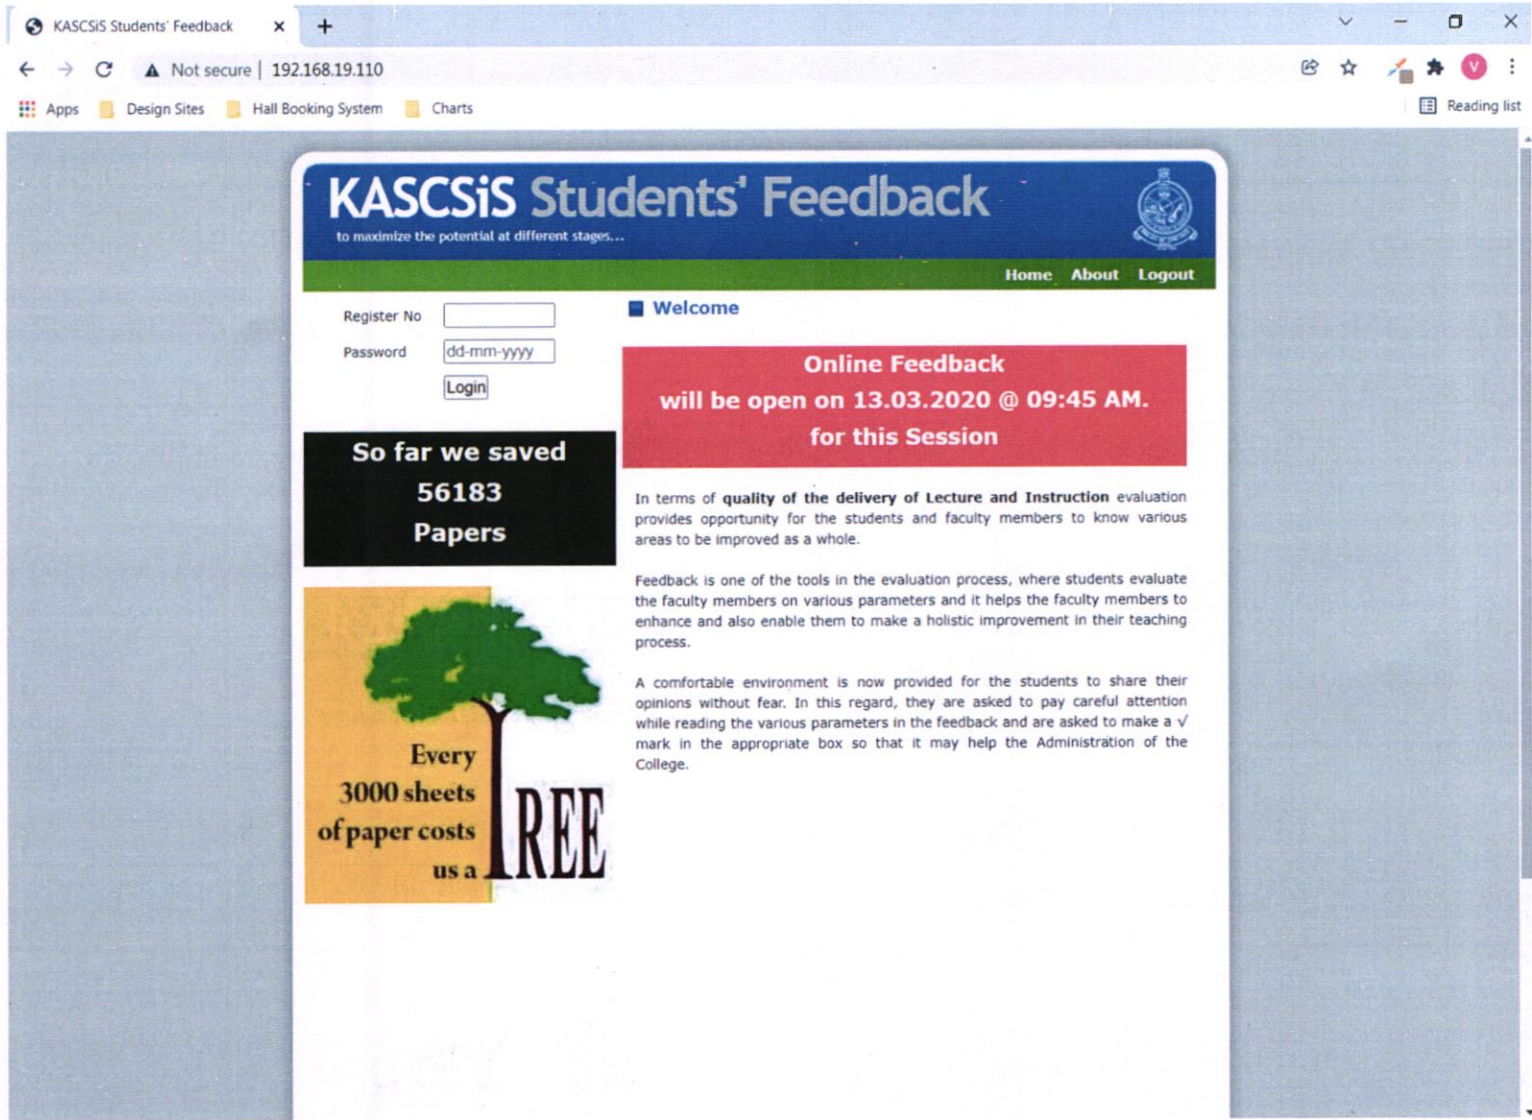 KASCSiS Students' Feedback
Not secure | 192.168.19.110
Apps Design Sites Hall Booking System Charts Reading list
V
KASCSiS Students' Feedback
to maximize the potential at different stages...
Home About Logout
Register No
Password dd-mm-yyyy
Login
So far we saved
56183
Papers
Every
3000 sheets
of paper costs
us a TREE
Welcome
Online Feedback
will be open on 13.03.2020 @ 09:45 AM.
for this Session
In terms of quality of the delivery of Lecture and Instruction evaluation
provides opportunity for the students and faculty members to know various
areas to be improved as a whole.
Feedback is one of the tools in the evaluation process, where students evaluate
the faculty members on various parameters and it helps the faculty members to
enhance and also enable them to make a holistic improvement in their teaching
process.
A comfortable environment is now provided for the students to share their
opinions without fear. In this regard, they are asked to pay careful attention
while reading the various parameters in the feedback and are asked to make a √
mark in the appropriate box so that it may help the Administration of the
College.